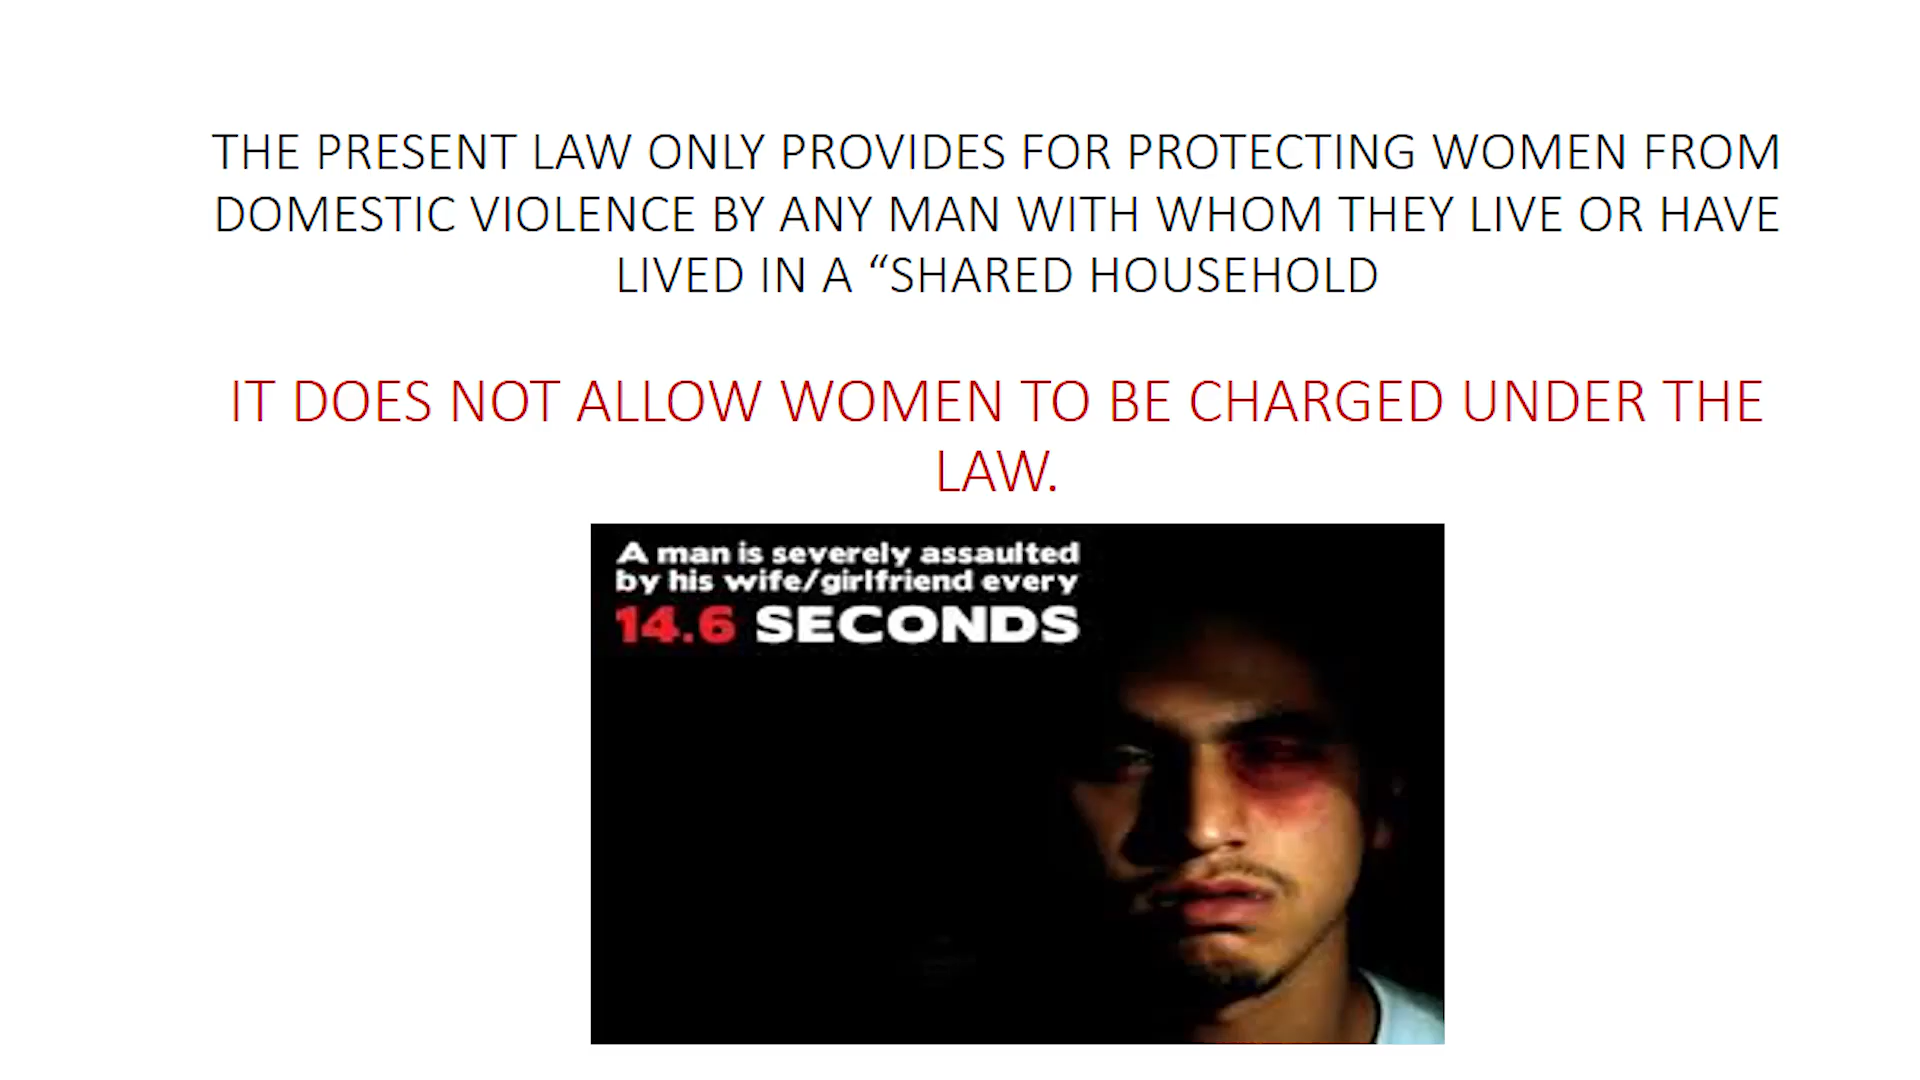 THE PRESENT LAW ONLY PROVIDES FOR PROTECTING WOMEN FROM
DOMESTIC VIOLENCE BY ANY MAN WITH WHOM THEY LIVE OR HAVE
LIVED IN A “SHARED HOUSEHOLD
IT DOES NOT ALLOW WOMEN TO BE CHARGED UNDER THE
LAW.
A man is severely assaulted
by his wife/girlfriend every
14.6 SECONDS